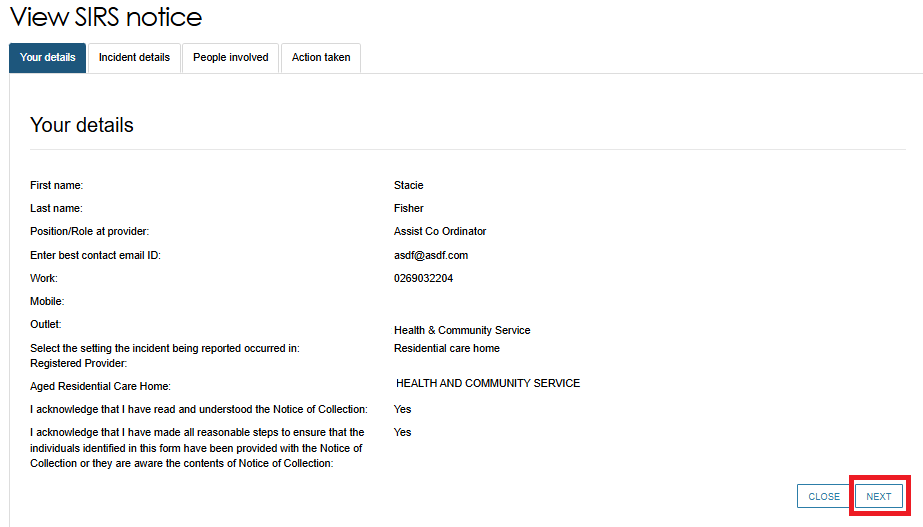 View SIRS notice
Your details Incident details People involved Action taken
Your details
First name: Stacie
Last name: Fisher
Position/Role at provider: Assist Co Ordinator
Enter best contact email ID: asdf@asdf.com
Work: 0269032204
Mobile:
Outlet: Health & Community Service
Select the setting the incident being reported occurred in: Residential care home
Registered Provider:
Aged Residential Care Home: HEALTH AND COMMUNITY SERVICE
I acknowledge that I have read and understood the Notice of Collection: Yes
I acknowledge that I have made all reasonable steps to ensure that the Yes
individuals identified in this form have been provided with the Notice of
Collection or they are aware the contents of Notice of Collection:
CLOSE NEXT